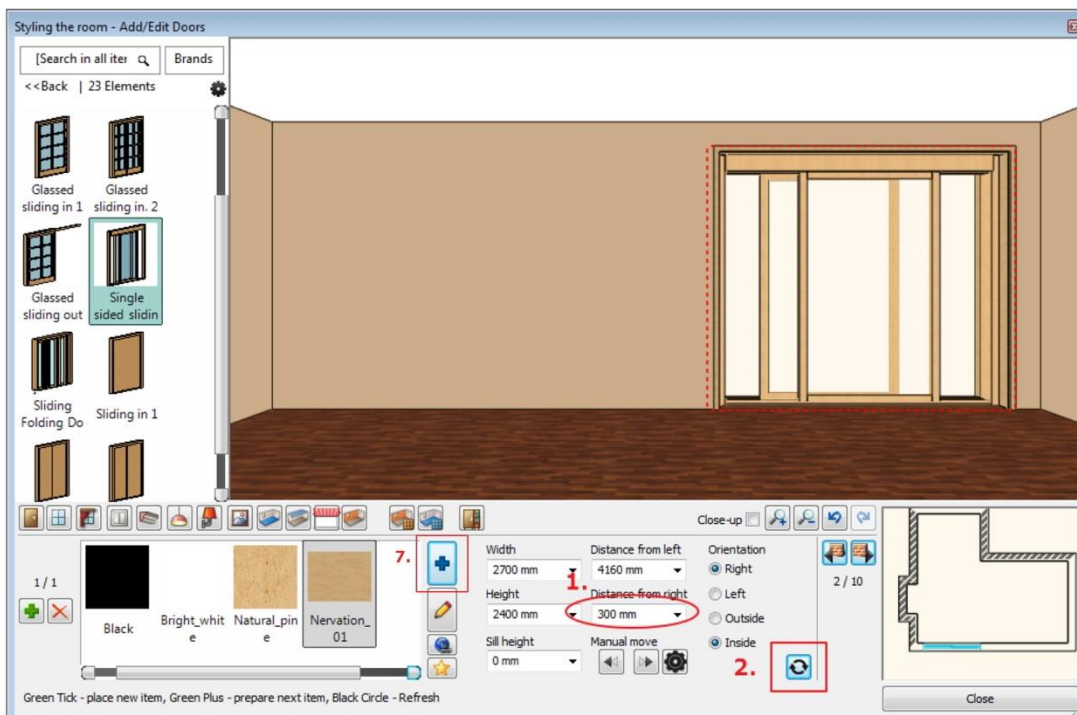 Styling the room - Add/Edit Doors
[Search in all iter
Brands
<<Back | 23 Elements
Glassed
sliding in 1
Glassed
sliding in. 2
Glassed
sliding out
Single
sided slidin
Sliding
Folding Do
Sliding in 1
Close-up
1 / 1
Black
Bright_whit
e
Natural_pin
e
Nervation_
01
7.
Width
2700 mm
Height
2400 mm
Sill height
0 mm
Distance from left
4160 mm
1.
Distance from right
300 mm
Manual move
Orientation
Right
Left
Outside
Inside
2.
2 / 10
Close
Green Tick - place new item, Green Plus - prepare next item, Black Circle - Refresh